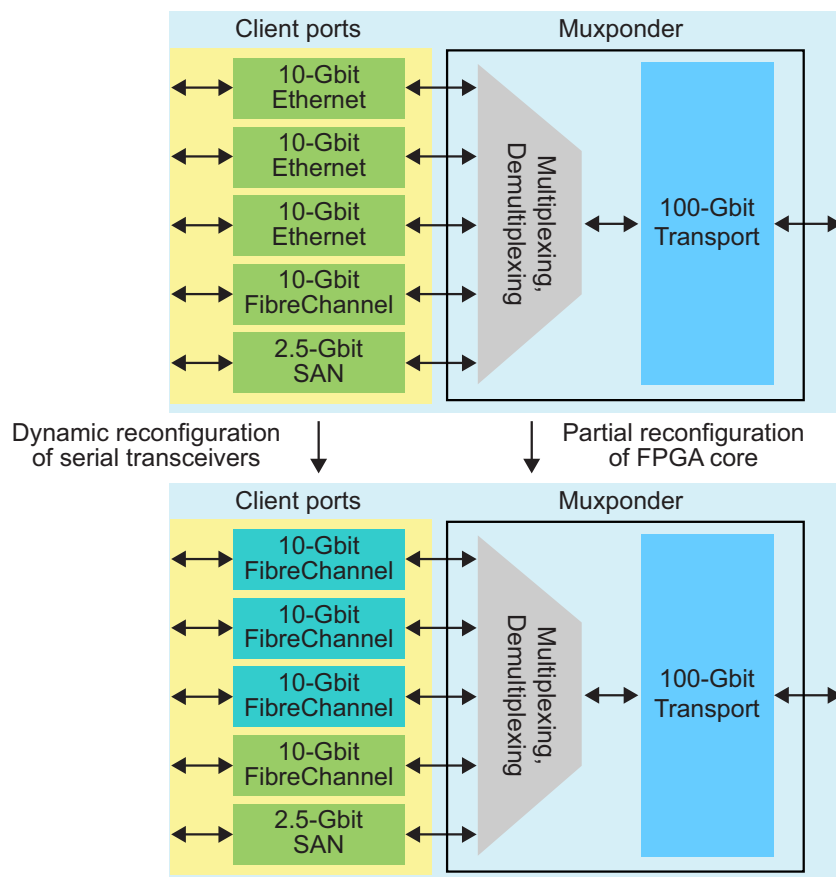 Client ports
Muxponder
10-Gbit
Ethernet
10-Gbit
Ethernet
10-Gbit
Ethernet
10-Gbit
FibreChannel
2.5-Gbit
SAN
Multiplexing,
Demultiplexing
100-Gbit
Transport
Dynamic reconfiguration
of serial transceivers
Partial reconfiguration
of FPGA core
Client ports
Muxponder
10-Gbit
FibreChannel
10-Gbit
FibreChannel
10-Gbit
FibreChannel
10-Gbit
FibreChannel
2.5-Gbit
SAN
Multiplexing,
Demultiplexing
100-Gbit
Transport